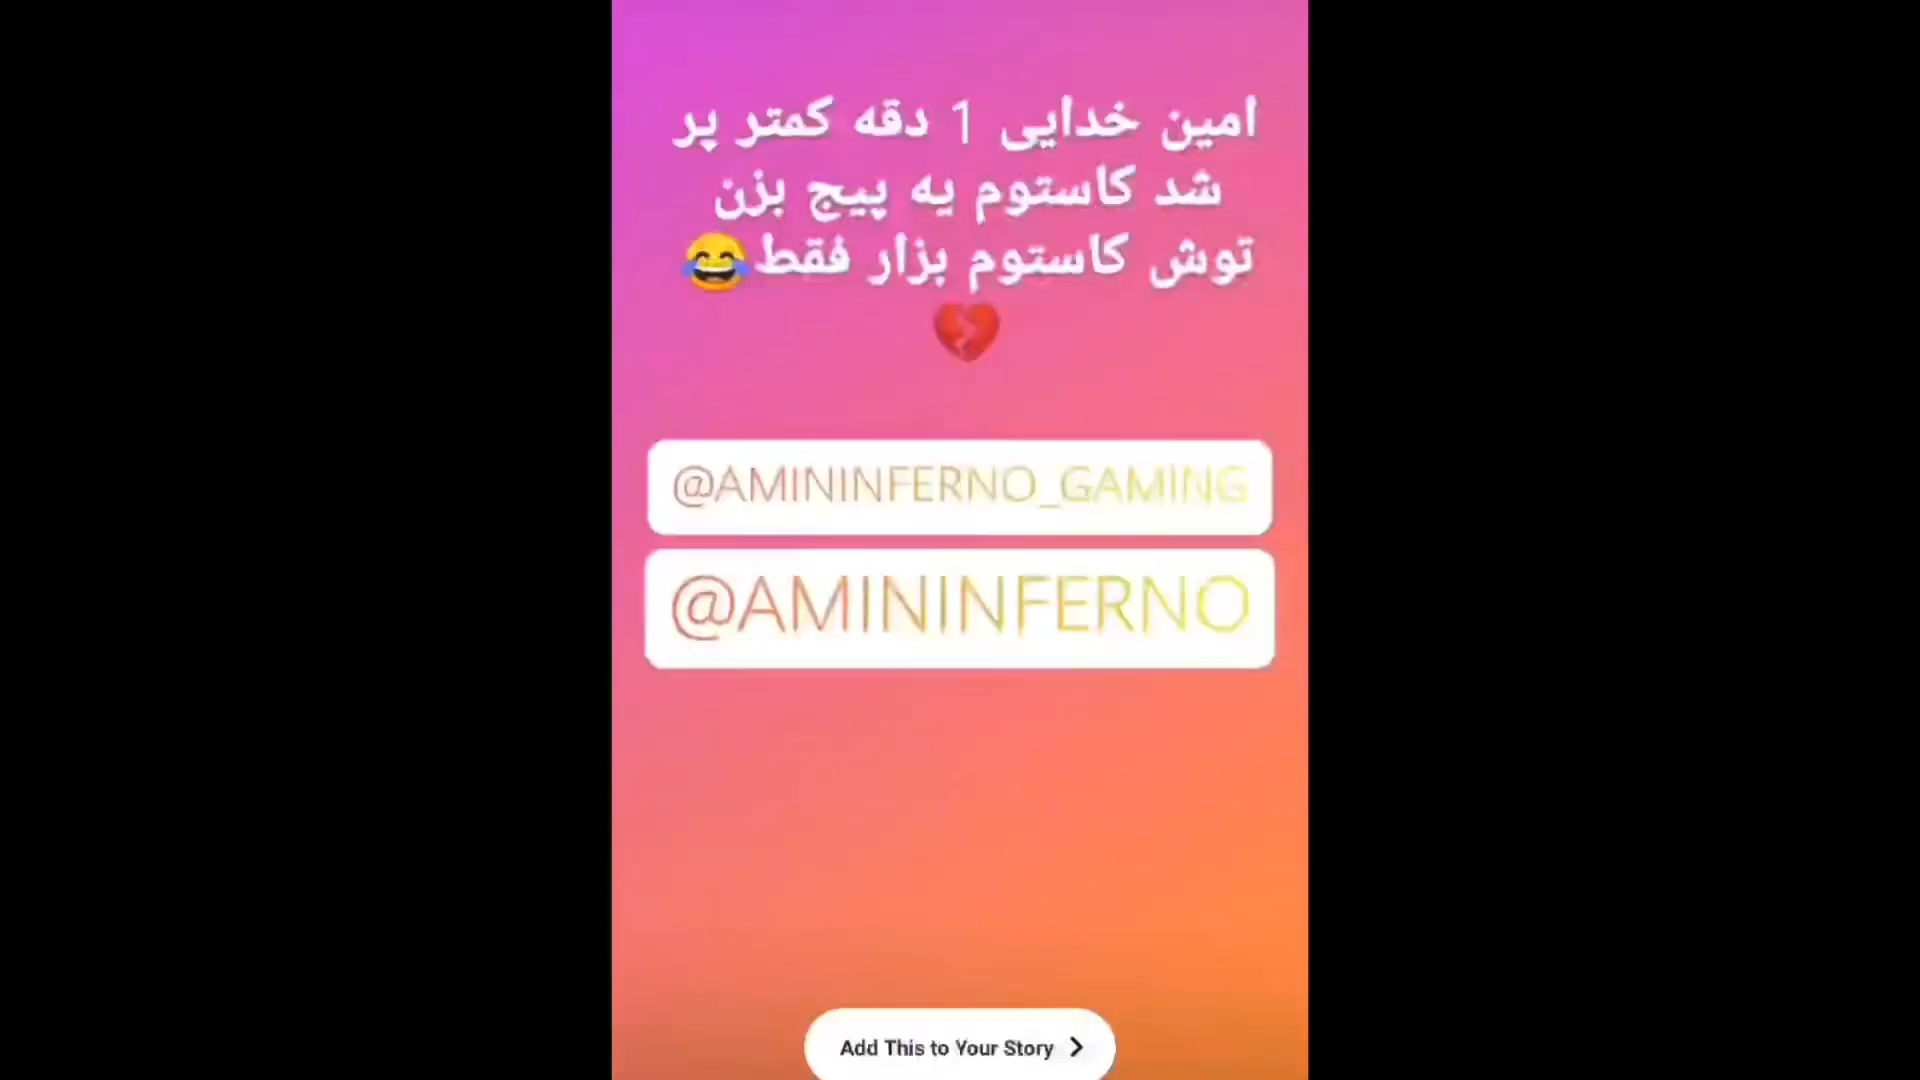 امین خدایی 1 دقه کمتر پر
شد کاستوم یه پیج بزن
توش کاستوم بزار فقط😂
💔
@AMININFERNO_GAMING
@AMININFERNO
Add This to Your Story